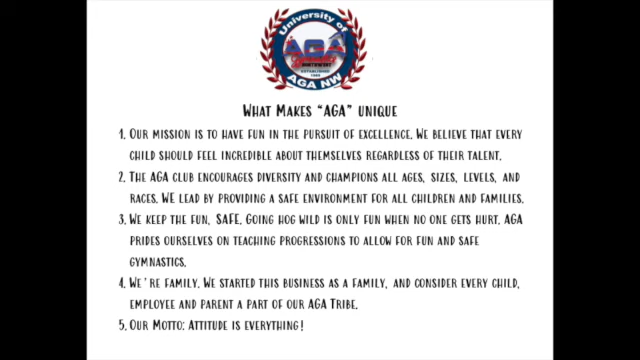 University of
AGA
NORTHWEST
ESTABLISHED
AGA NW
WHAT MAKES "AGA" UNIQUE
1. OUR MISSION IS TO HAVE FUN IN THE PURSUIT OF EXCELLENCE. WE BELIEVE THAT EVERY
CHILD SHOULD FEEL INCREDIBLE ABOUT THEMSELVES REGARDLESS OF THEIR TALENT.
2. THE AGA CLUB ENCOURAGES DIVERSITY AND CHAMPIONS ALL AGES, SIZES, LEVELS, AND
RACES. WE LEAD BY PROVIDING A SAFE ENVIRONMENT FOR ALL CHILDREN AND FAMILIES.
3. WE KEEP THE FUN, SAFE. GOING HOG WILD IS ONLY FUN WHEN NO ONE GETS HURT. AGA
PRIDES OURSELVES ON TEACHING PROGRESSIONS TO ALLOW FOR FUN AND SAFE
GYMNASTICS.
4. WE'RE FAMILY. WE STARTED THIS BUSINESS AS A FAMILY, AND CONSIDER EVERY CHILD,
EMPLOYEE AND PARENT A PART OF OUR AGA TRIBE.
5. OUR MOTTO: ATTITUDE IS EVERYTHING!